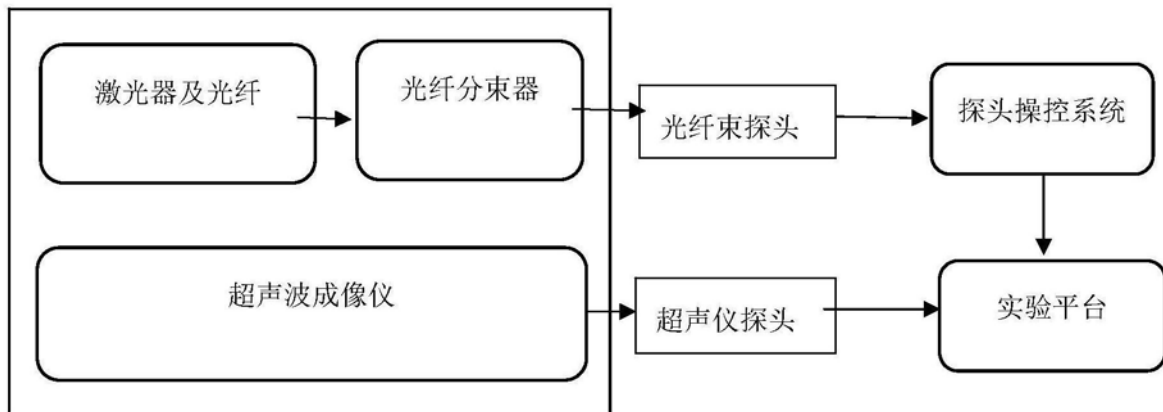 激光器及光纤
光纤分束器
光纤束探头
探头操控系统
超声波成像仪
超声仪探头
实验平台